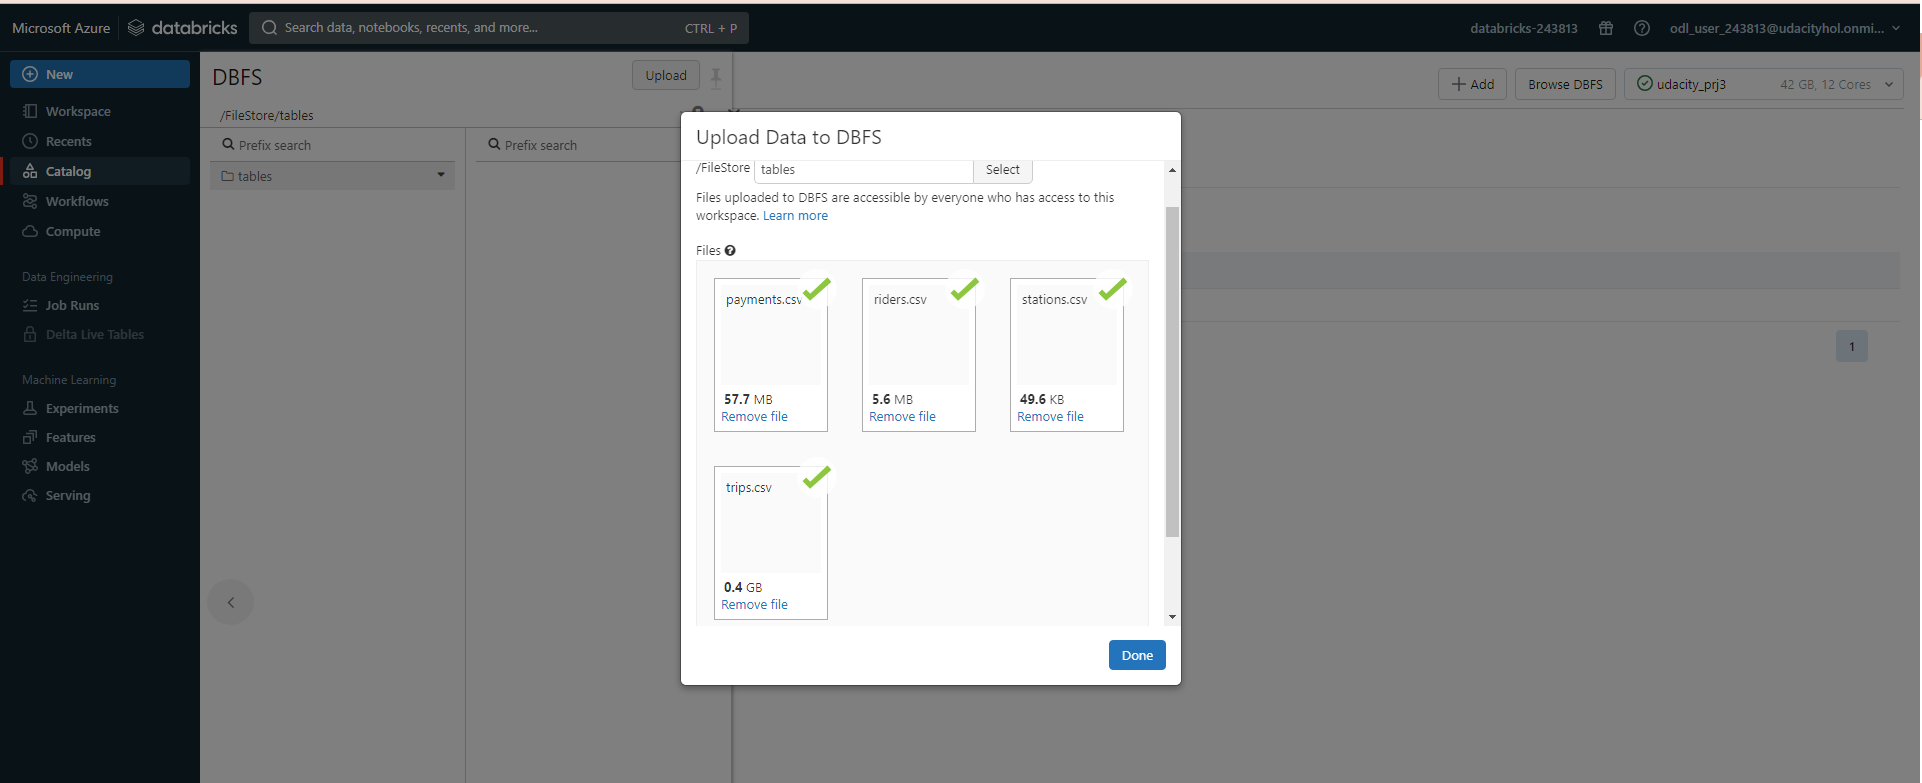 Microsoft Azure
databricks
Search data, notebooks, recents, and more...
CTRL + P
databricks-243813
odl_user_243813@udacityhol.onmi...
New
Workspace
Recents
Catalog
Workflows
Compute
Data Engineering
Job Runs
Delta Live Tables
Machine Learning
Experiments
Features
Models
Serving
DBFS
Upload
/FileStore/tables
Prefix search
Prefix search
tables
Add
Browse DBFS
udacity_prj3
42 GB, 12 Cores
1
Upload Data to DBFS
/FileStore
tables
Select
Files uploaded to DBFS are accessible by everyone who has access to this
workspace. Learn more
Files
payments.csv
57.7 MB
Remove file
riders.csv
5.6 MB
Remove file
stations.csv
49.6 KB
Remove file
trips.csv
0.4 GB
Remove file
Done